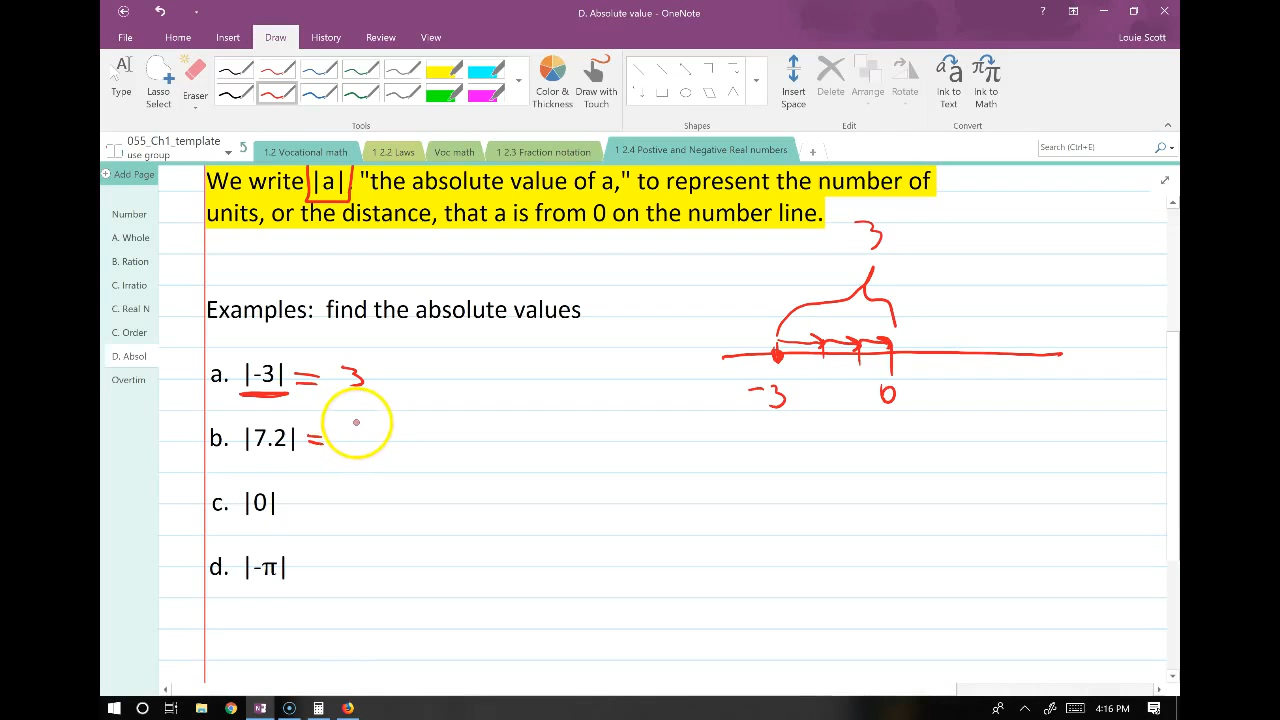 D. Absolute value - OneNote
?
File
Home
Insert
Draw
History
Review
View
Louie Scott
Type
Lasso Select
Eraser
Color & Thickness
Draw with Touch
Insert Space
Delete
Arrange
Rotate
Ink to Text
Ink to Math
Tools
Shapes
Edit
Convert
055_Ch1_template
use group
1.2 Vocational math
1 2.2 Laws
Voc math
1 2.3 Fraction notation
1 2.4 Postive and Negative Real numbers
Search (Ctrl+E)
Add Page
Number
A. Whole
B. Ration
C. Irratio
C. Real N
C. Order
D. Absol
Overtim
We write |a| "the absolute value of a," to represent the number of
units, or the distance, that a is from 0 on the number line.
3
Examples: find the absolute values
a. |-3| = 3
-3 0
b. |7.2| =
c. |0|
d. |-π|
4:16 PM